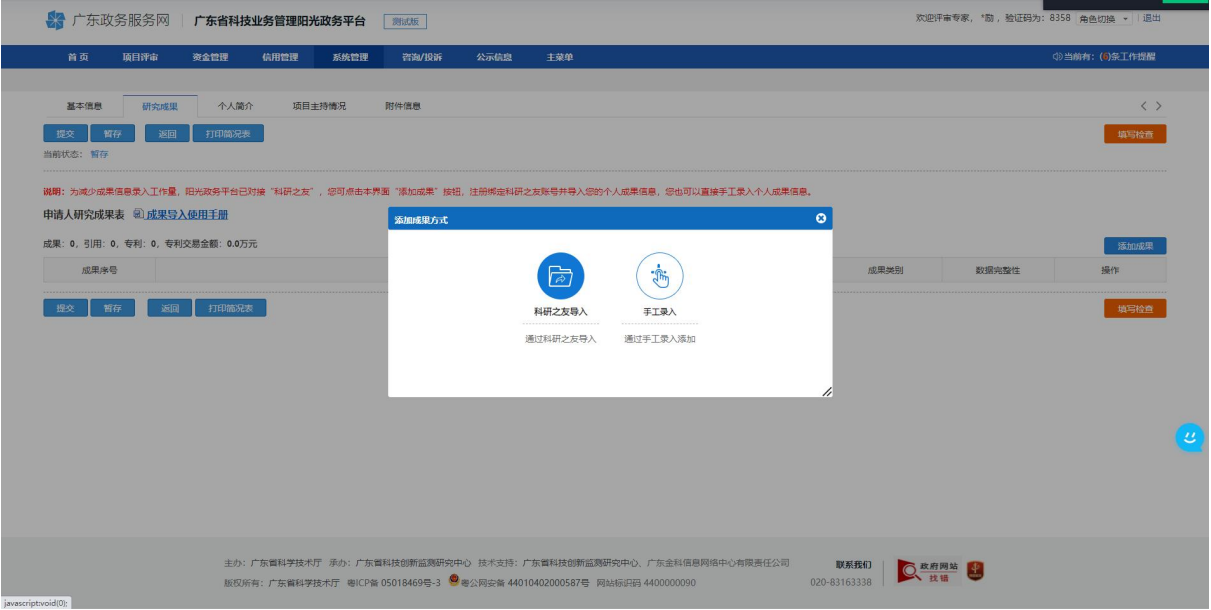 广东政务服务网 广东省科技业务管理阳光政务平台 测试版 欢迎评审专家，*励，验证码为：8358 角色切换 退出
首 页 项目评审 资金管理 信用管理 系统管理 咨询/投诉 公示信息 主菜单 当前有：(6)条工作提醒
基本信息 研究成果 个人简介 项目主持情况 附件信息
提交 暂存 返回 打印简况表 填写检查
当前状态： 暂存
说明：为减少成果信息录入工作量，阳光政务平台已对接“科研之友”，您可点击本界面“添加成果”按钮，注册绑定科研之友账号并导入您的个人成果信息，您也可以直接手工录入个人成果信息。
申请人研究成果表 成果导入使用手册
添加成果方式
成果：0，引用：0，专利：0，专利交易金额：0.0万元 添加成果
成果序号 成果类别 数据完整性 操作
科研之友导入 手工录入
提交 暂存 返回 打印简况表 填写检查
通过科研之友导入 通过手工录入添加
主办：广东省科学技术厅 承办：广东省科技创新监测研究中心 技术支持：广东省科技创新监测研究中心、广东金科信息网络中心有限责任公司
版权所有：广东省科学技术厅 粤ICP备 05018469号-3 粤公网安备 44010402000587号 网站标识码 4400000090
联系我们
020-83163338
政府网站
找错
javascript:void(0);